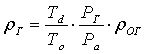 ρ_Г = T_d / T_o · P_Г / P_a · ρ_ОГ